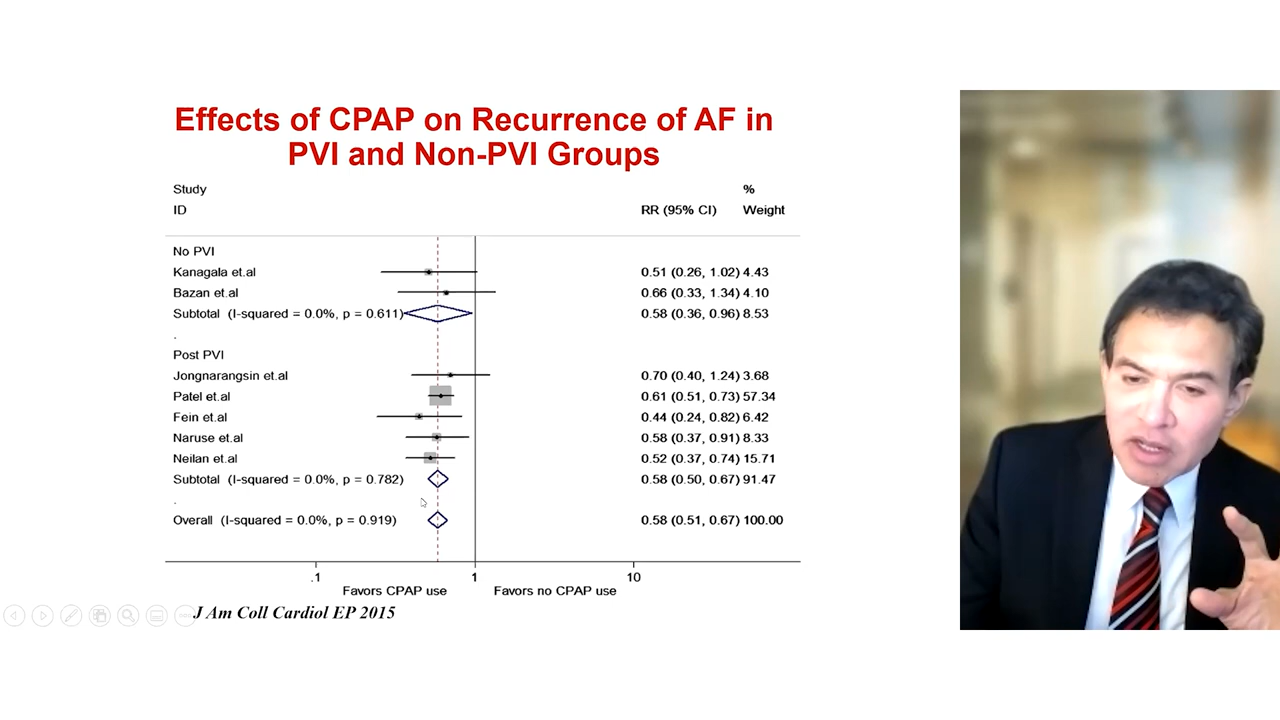 Effects of CPAP on Recurrence of AF in
PVI and Non-PVI Groups
Study %
ID RR (95% CI) Weight
No PVI
Kanagala et.al 0.51 (0.26, 1.02) 4.43
Bazan et.al 0.66 (0.33, 1.34) 4.10
Subtotal (I-squared = 0.0%, p = 0.611) 0.58 (0.36, 0.96) 8.53
.
Post PVI
Jongnarangsin et.al 0.70 (0.40, 1.24) 3.68
Patel et.al 0.61 (0.51, 0.73) 57.34
Fein et.al 0.44 (0.24, 0.82) 6.42
Naruse et.al 0.58 (0.37, 0.91) 8.33
Neilan et.al 0.52 (0.37, 0.74) 15.71
Subtotal (I-squared = 0.0%, p = 0.782) 0.58 (0.50, 0.67) 91.47
.
Overall (I-squared = 0.0%, p = 0.919) 0.58 (0.51, 0.67) 100.00
.1 1 10
Favors CPAP use Favors no CPAP use
J Am Coll Cardiol EP 2015